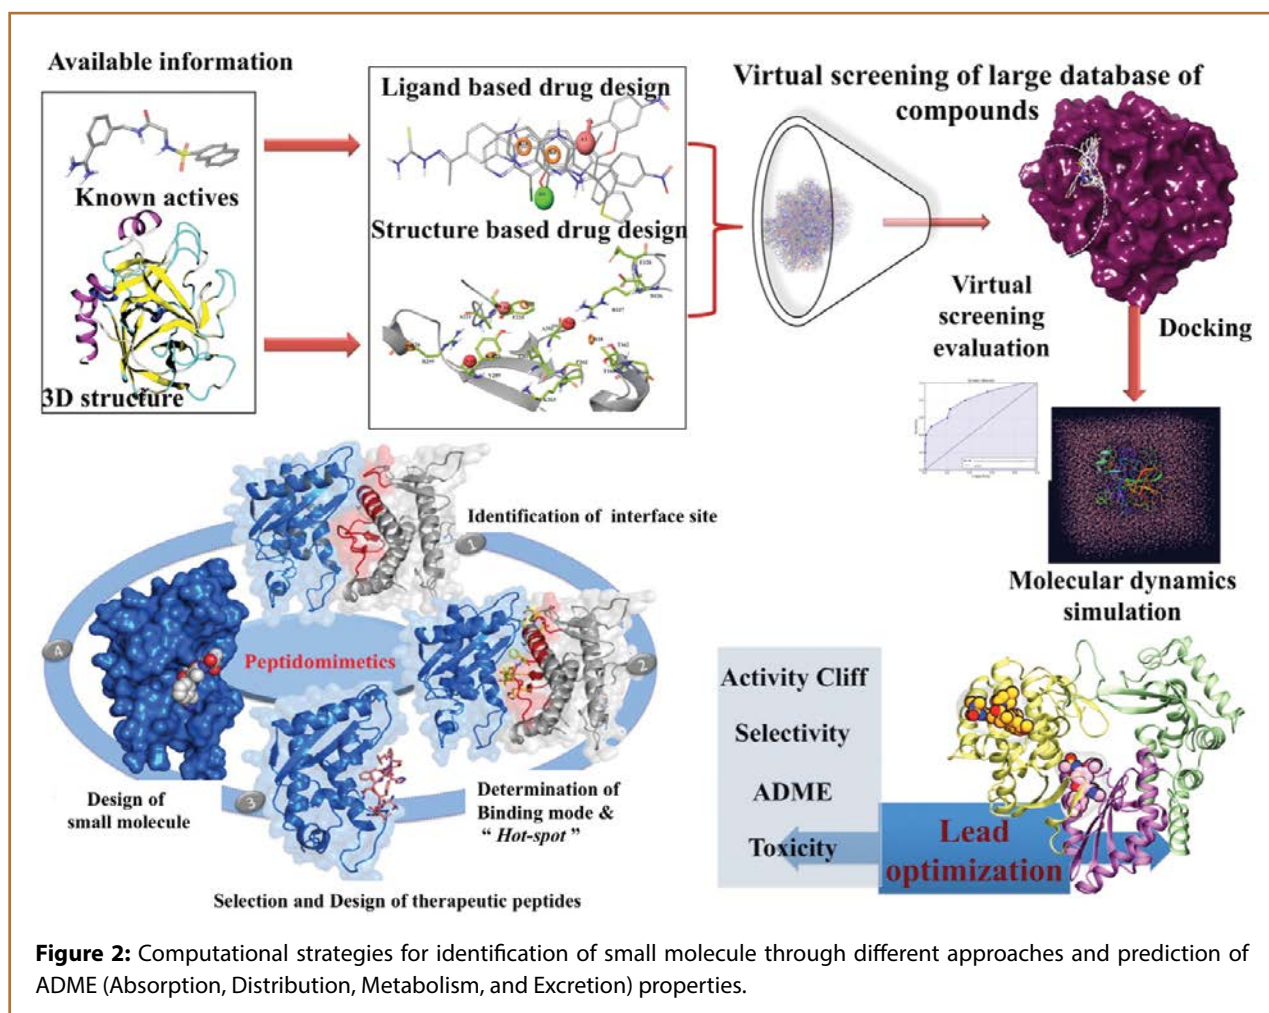 Available information
Known actives
3D structure
Ligand based drug design
Structure based drug design
Virtual screening of large database of
compounds
Virtual
screening
evaluation
Docking
Molecular dynamics
simulation
Identification of interface site
1
2
3
4
Peptidomimetics
Determination of
Binding mode &
“ Hot-spot ”
Selection and Design of therapeutic peptides
Design of
small molecule
Activity Cliff
Selectivity
ADME
Toxicity
Lead
optimization
Figure 2: Computational strategies for identification of small molecule through different approaches and prediction of
ADME (Absorption, Distribution, Metabolism, and Excretion) properties.